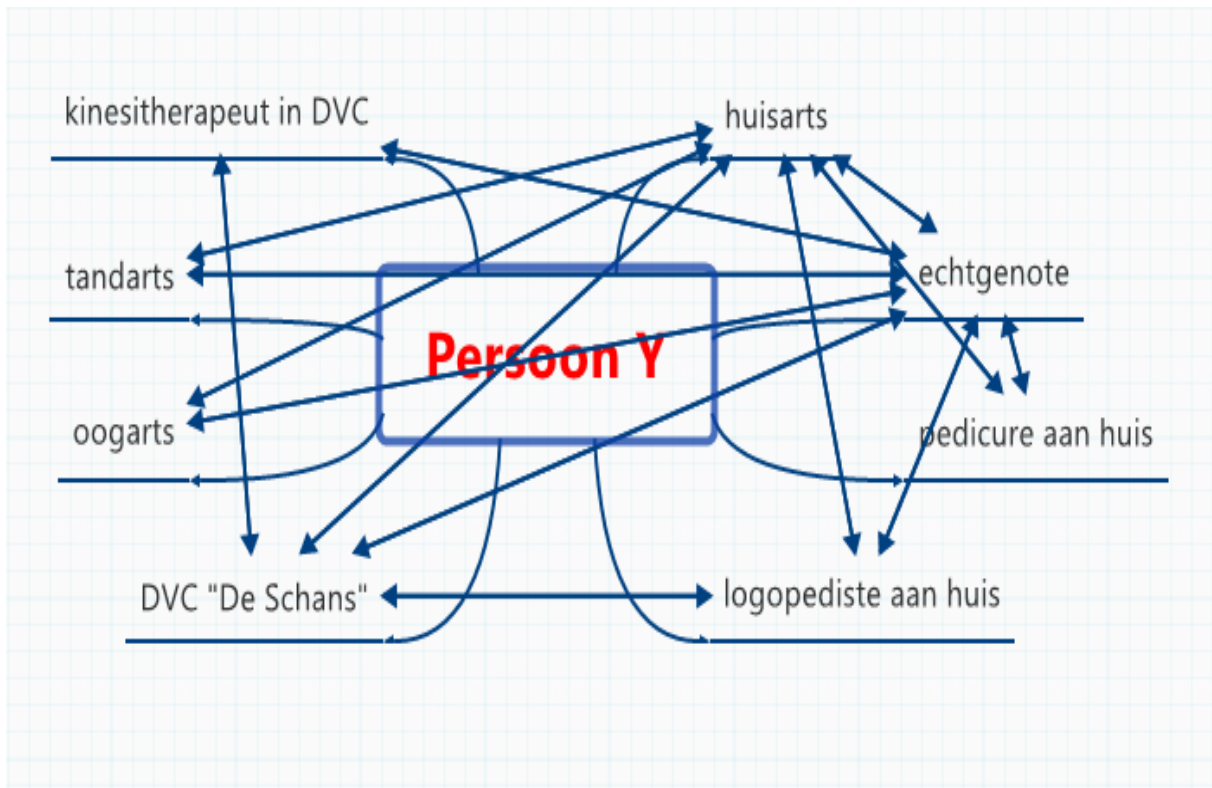 kinesitherapeut in DVC
huisarts
tandarts
echtgenote
Persoon Y
oogarts
pedicure aan huis
DVC "De Schans"
logopediste aan huis